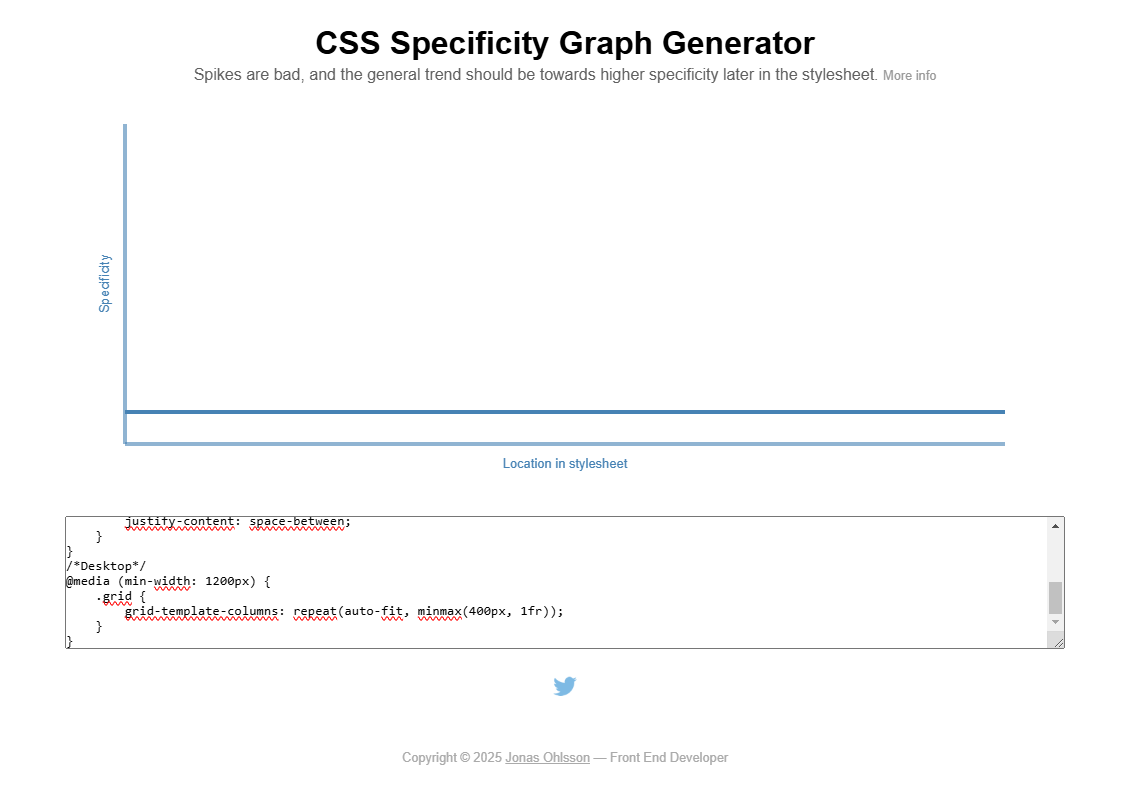 CSS Specificity Graph Generator
Spikes are bad, and the general trend should be towards higher specificity later in the stylesheet. More info
Specificity
Location in stylesheet
justify-content: space-between;
}
}
/*Desktop*/
@media (min-width: 1200px) {
.grid {
grid-template-columns: repeat(auto-fit, minmax(400px, 1fr));
}
}
Copyright © 2025 Jonas Ohlsson — Front End Developer